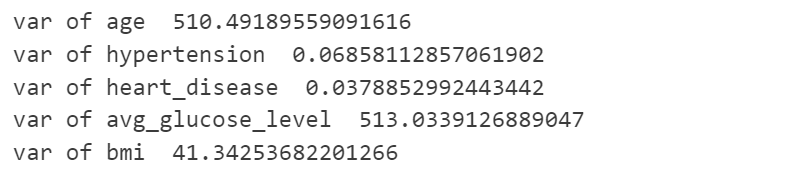 var of age  510.49189559091616
var of hypertension  0.06858112857061902
var of heart_disease  0.0378852992443442
var of avg_glucose_level  513.0339126889047
var of bmi  41.34253682201266